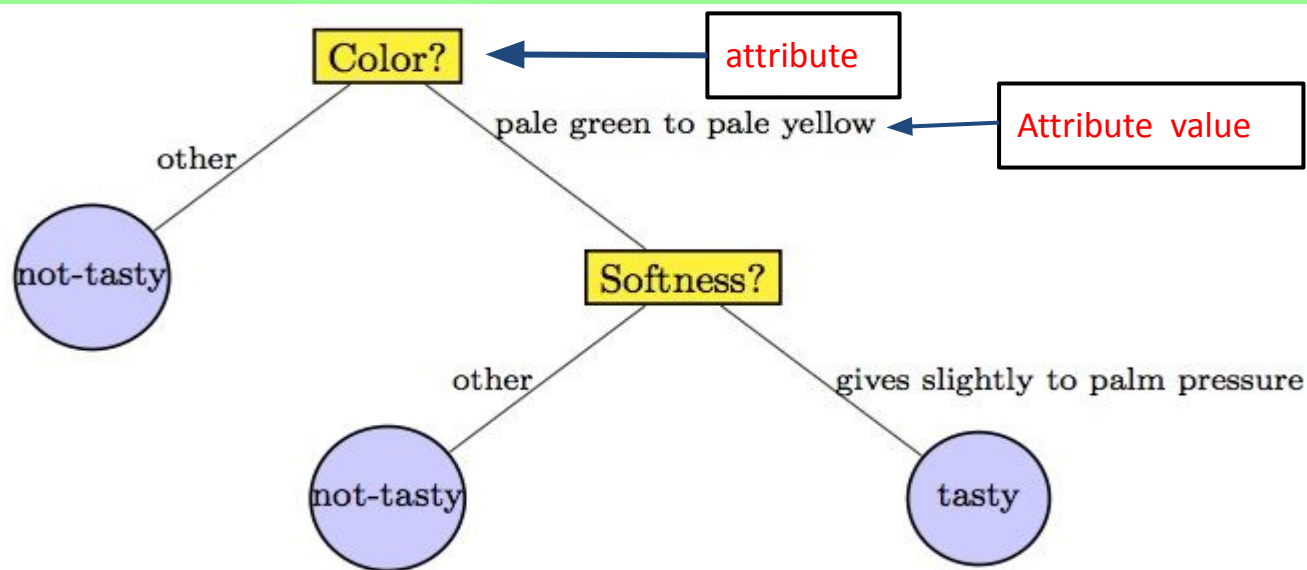 Color?
attribute
pale green to pale yellow
Attribute value
other
not-tasty
Softness?
other
gives slightly to palm pressure
not-tasty
tasty